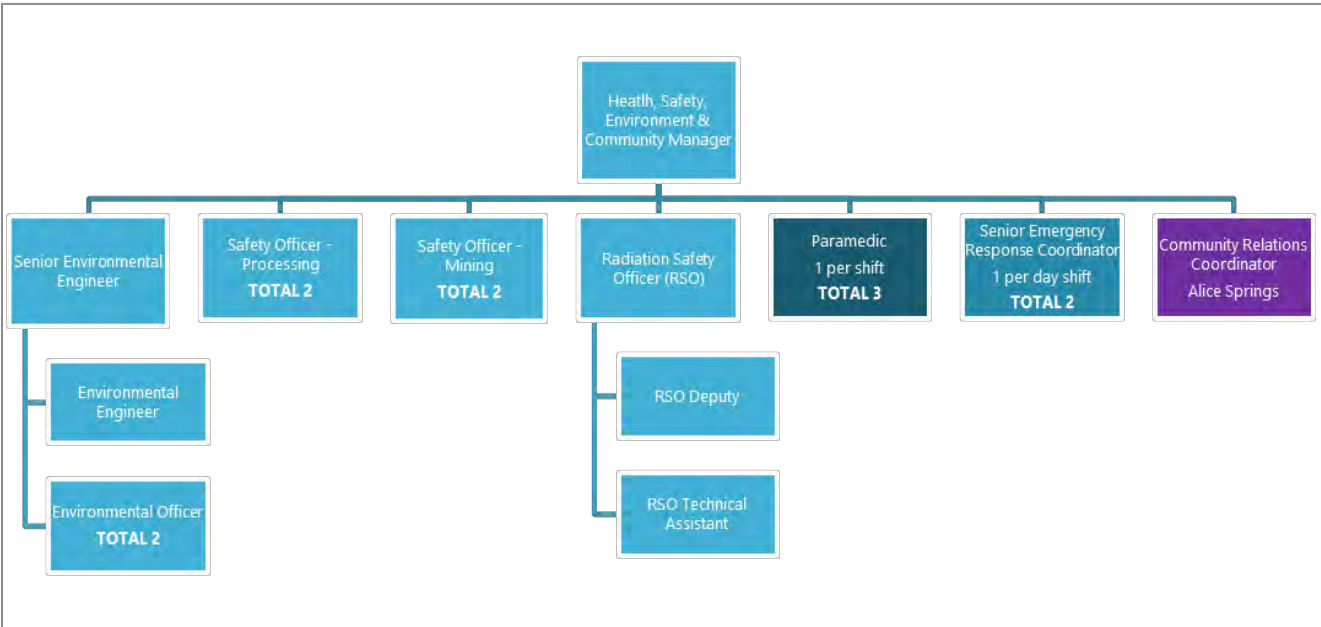 Heatlh, Safety,
Environment &
Community Manager
Senior Environmental
Engineer
Safety Officer –
Processing
TOTAL 2
Safety Officer –
Mining
TOTAL 2
Radiation Safety
Officer (RSO)
Paramedic
1 per shift
TOTAL 3
Senior Emergency
Response Coordinator
1 per day shift
TOTAL 2
Community Relations
Coordinator
Alice Springs
Environmental
Engineer
Environmental Officer
TOTAL 2
RSO Deputy
RSO Technical
Assistant